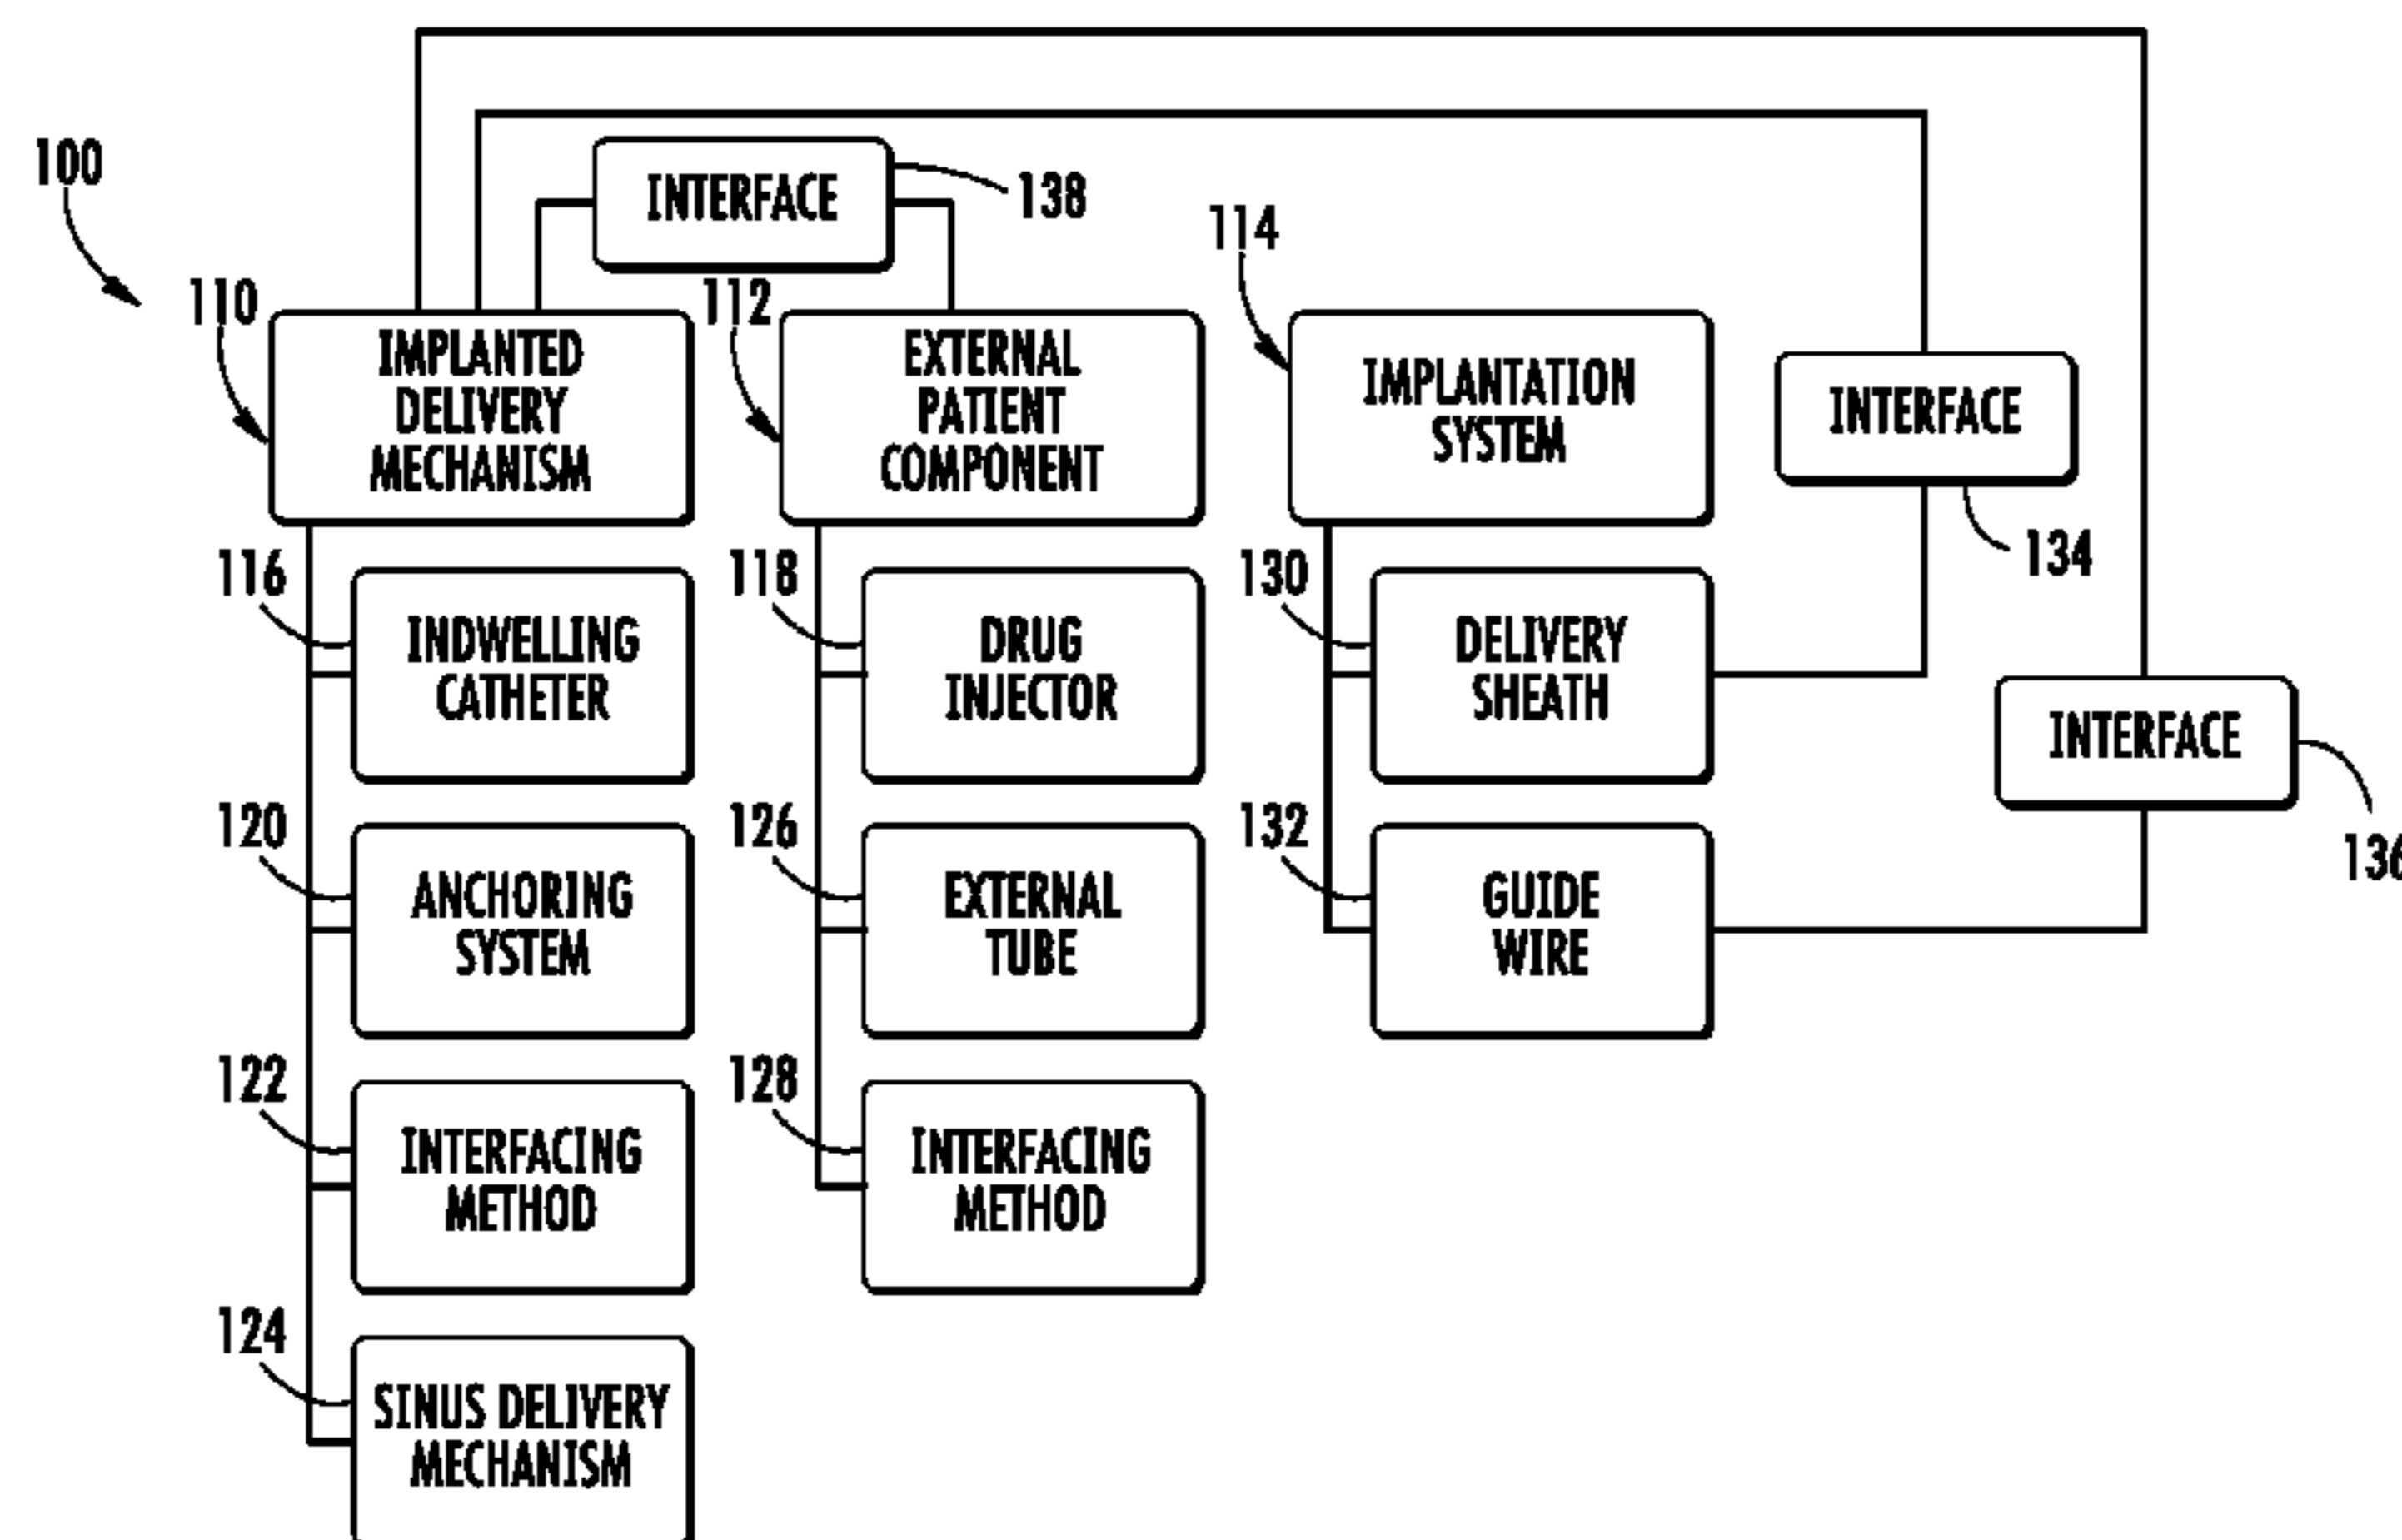 100
INTERFACE
138
114
110
112
IMPLANTED
DELIVERY
MECHANISM
EXTERNAL
PATIENT
COMPONENT
IMPLANTATION
SYSTEM
INTERFACE
134
116
INDWELLING
CATHETER
118
DRUG
INJECTOR
130
DELIVERY
SHEATH
INTERFACE
136
120
ANCHORING
SYSTEM
126
EXTERNAL
TUBE
132
GUIDE
WIRE
122
INTERFACING
METHOD
128
INTERFACING
METHOD
124
SINUS DELIVERY
MECHANISM